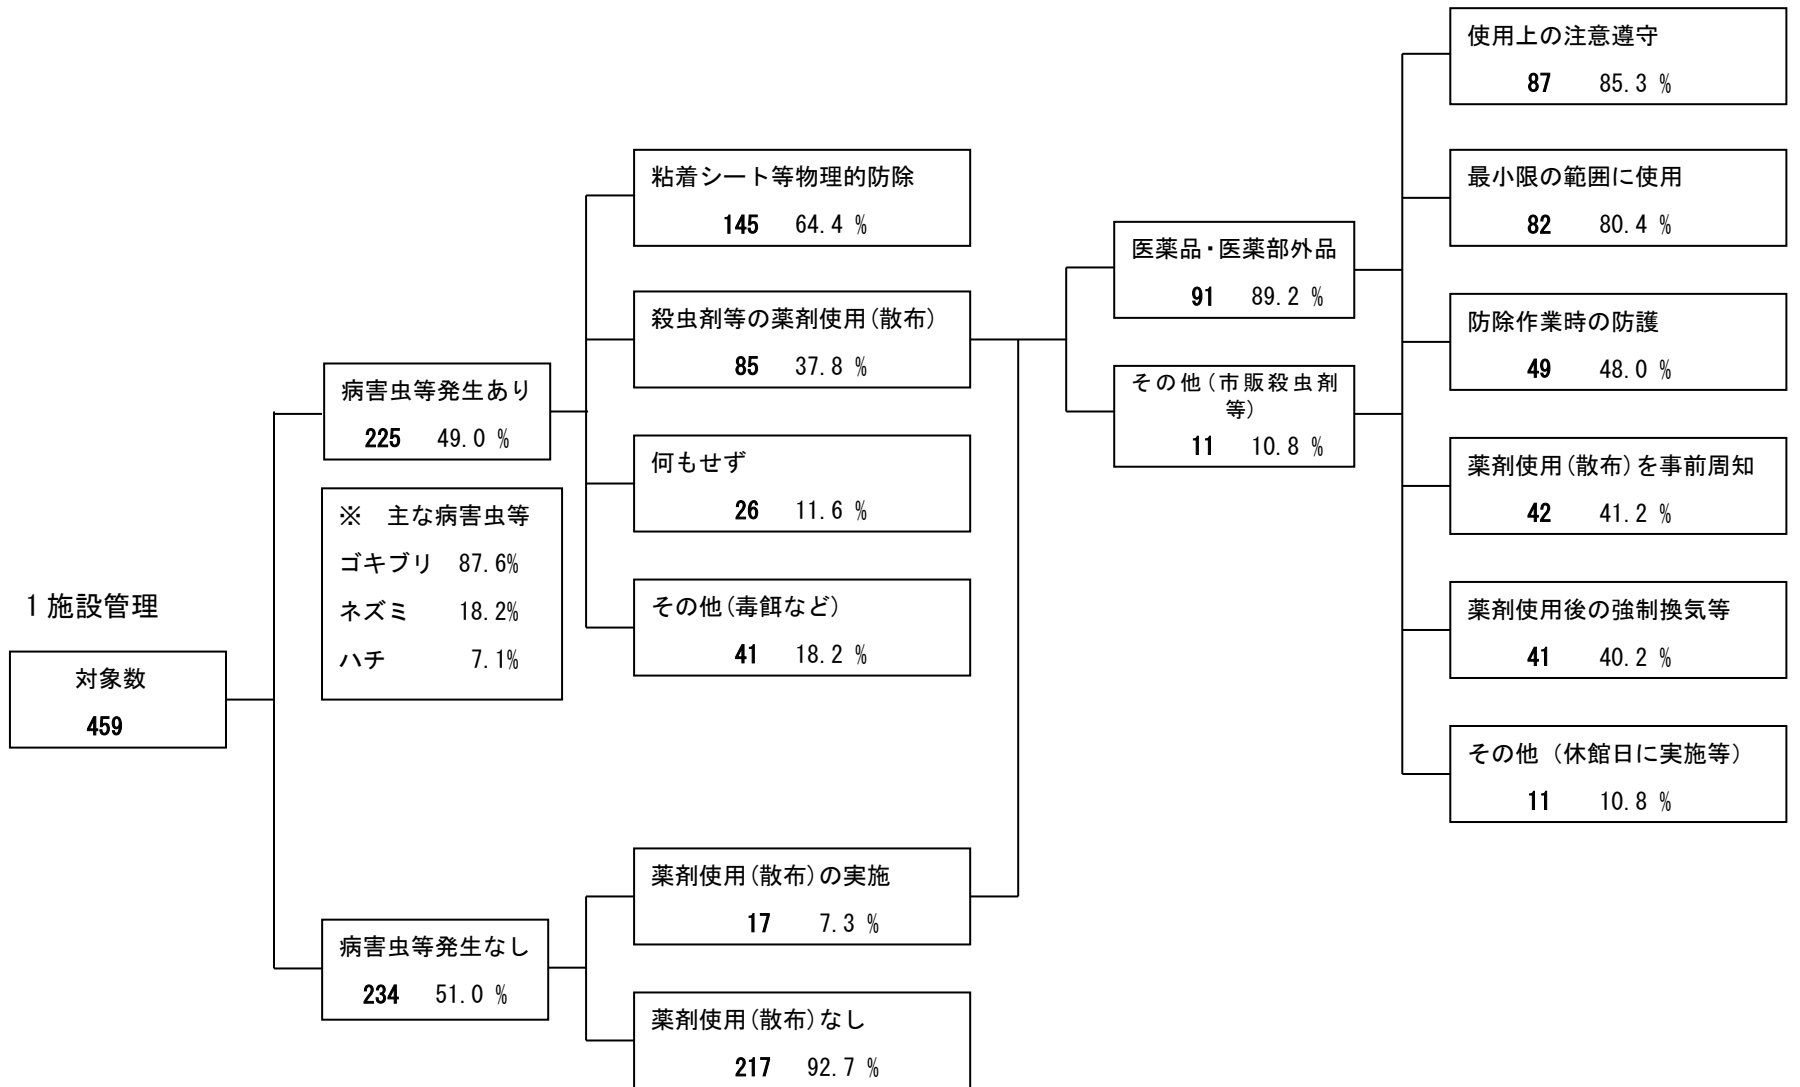 1 施設管理
対象数
459
病害虫等発生あり
225 49.0 %
※ 主な病害虫等
ゴキブリ 87.6%
ネズミ 18.2%
ハチ 7.1%
病害虫等発生なし
234 51.0 %
粘着シート等物理的防除
145 64.4 %
殺虫剤等の薬剤使用(散布)
85 37.8 %
何もせず
26 11.6 %
その他(毒餌など)
41 18.2 %
薬剤使用(散布)の実施
17 7.3 %
薬剤使用(散布)なし
217 92.7 %
医薬品・医薬部外品
91 89.2 %
その他(市販殺虫剤
等)
11 10.8 %
使用上の注意遵守
87 85.3 %
最小限の範囲に使用
82 80.4 %
防除作業時の防護
49 48.0 %
薬剤使用(散布)を事前周知
42 41.2 %
薬剤使用後の強制換気等
41 40.2 %
その他（休館日に実施等）
11 10.8 %